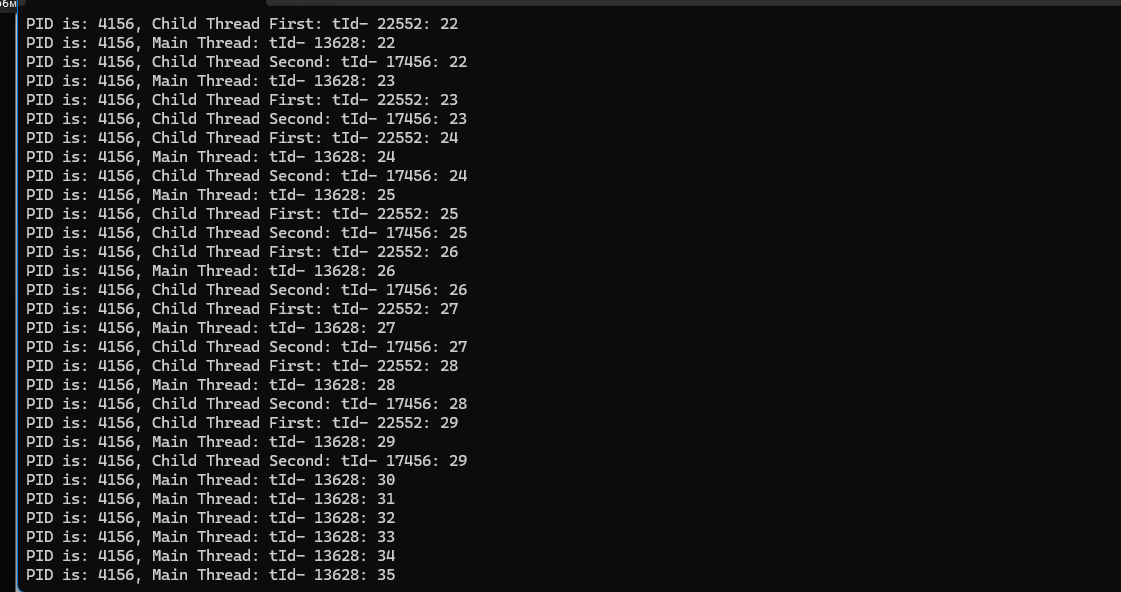 PID is: 4156, Child Thread First: tId- 22552: 22
PID is: 4156, Main Thread: tId- 13628: 22
PID is: 4156, Child Thread Second: tId- 17456: 22
PID is: 4156, Main Thread: tId- 13628: 23
PID is: 4156, Child Thread First: tId- 22552: 23
PID is: 4156, Child Thread Second: tId- 17456: 23
PID is: 4156, Child Thread First: tId- 22552: 24
PID is: 4156, Main Thread: tId- 13628: 24
PID is: 4156, Child Thread Second: tId- 17456: 24
PID is: 4156, Main Thread: tId- 13628: 25
PID is: 4156, Child Thread First: tId- 22552: 25
PID is: 4156, Child Thread Second: tId- 17456: 25
PID is: 4156, Child Thread First: tId- 22552: 26
PID is: 4156, Main Thread: tId- 13628: 26
PID is: 4156, Child Thread Second: tId- 17456: 26
PID is: 4156, Child Thread First: tId- 22552: 27
PID is: 4156, Main Thread: tId- 13628: 27
PID is: 4156, Child Thread Second: tId- 17456: 27
PID is: 4156, Child Thread First: tId- 22552: 28
PID is: 4156, Main Thread: tId- 13628: 28
PID is: 4156, Child Thread Second: tId- 17456: 28
PID is: 4156, Child Thread First: tId- 22552: 29
PID is: 4156, Main Thread: tId- 13628: 29
PID is: 4156, Child Thread Second: tId- 17456: 29
PID is: 4156, Main Thread: tId- 13628: 30
PID is: 4156, Main Thread: tId- 13628: 31
PID is: 4156, Main Thread: tId- 13628: 32
PID is: 4156, Main Thread: tId- 13628: 33
PID is: 4156, Main Thread: tId- 13628: 34
PID is: 4156, Main Thread: tId- 13628: 35